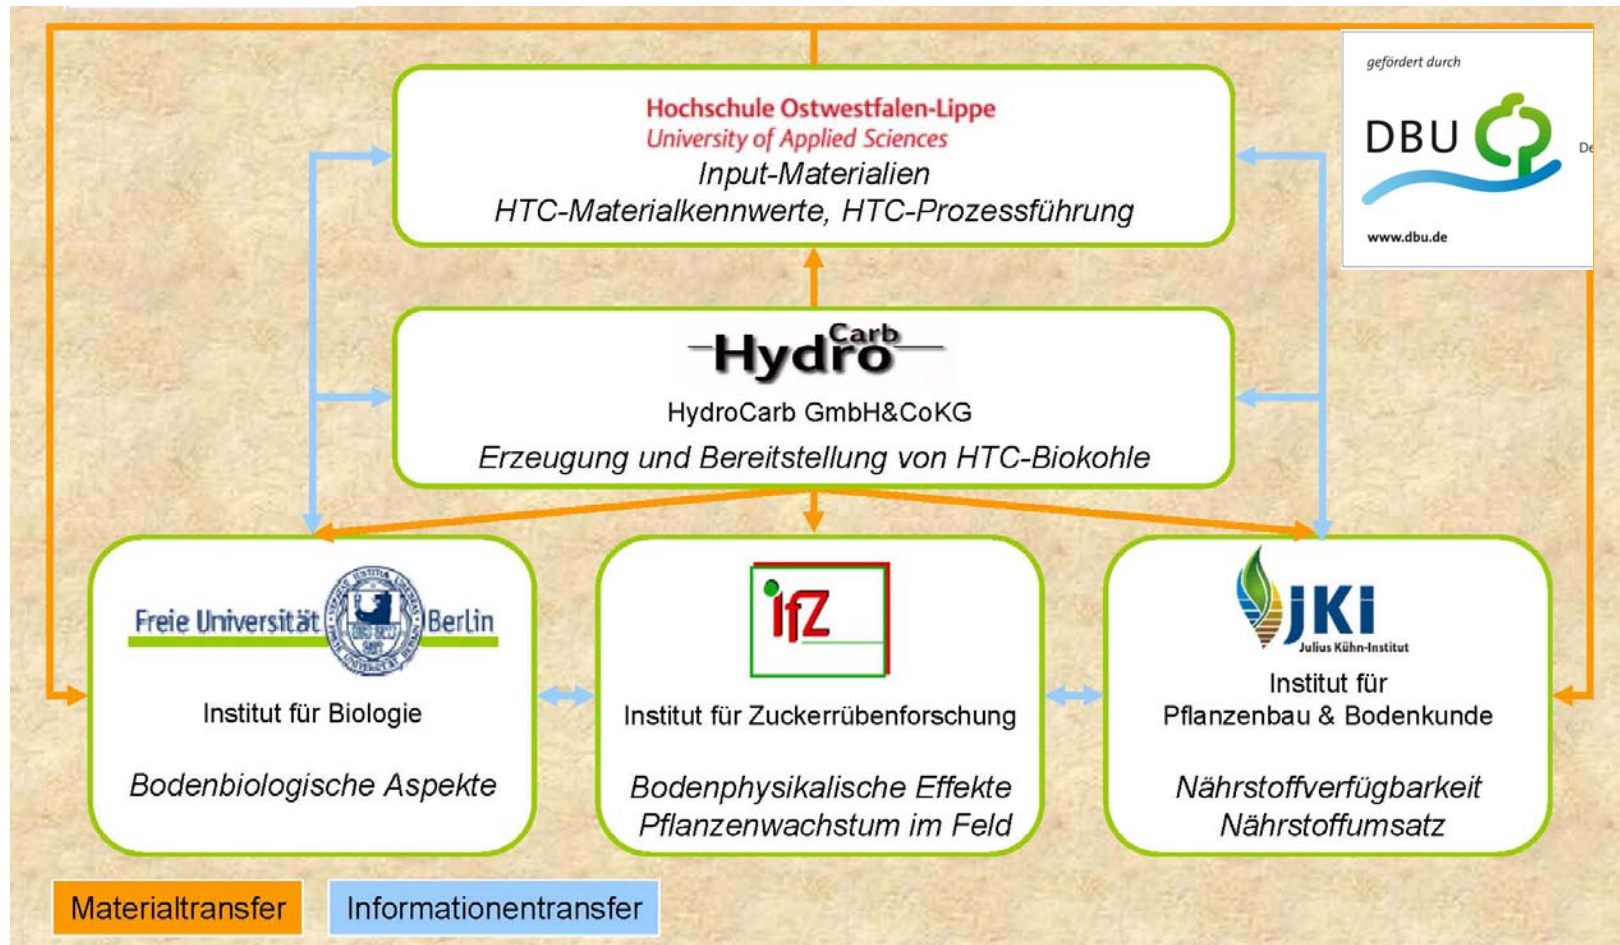 gefördert durch
DBU
De
www.dbu.de
Hochschule Ostwestfalen-Lippe
University of Applied Sciences
Input-Materialien
HTC-Materialkennwerte, HTC-Prozessführung
HydroCarb
HydroCarb GmbH&CoKG
Erzeugung und Bereitstellung von HTC-Biokohle
Freie Universität Berlin
Institut für Biologie
Bodenbiologische Aspekte
IfZ
Institut für Zuckerrübenforschung
Bodenphysikalische Effekte
Pflanzenwachstum im Feld
JKI
Julius Kühn-Institut
Institut für
Pflanzenbau & Bodenkunde
Nährstoffverfügbarkeit
Nährstoffumsatz
Materialtransfer
Informationentransfer